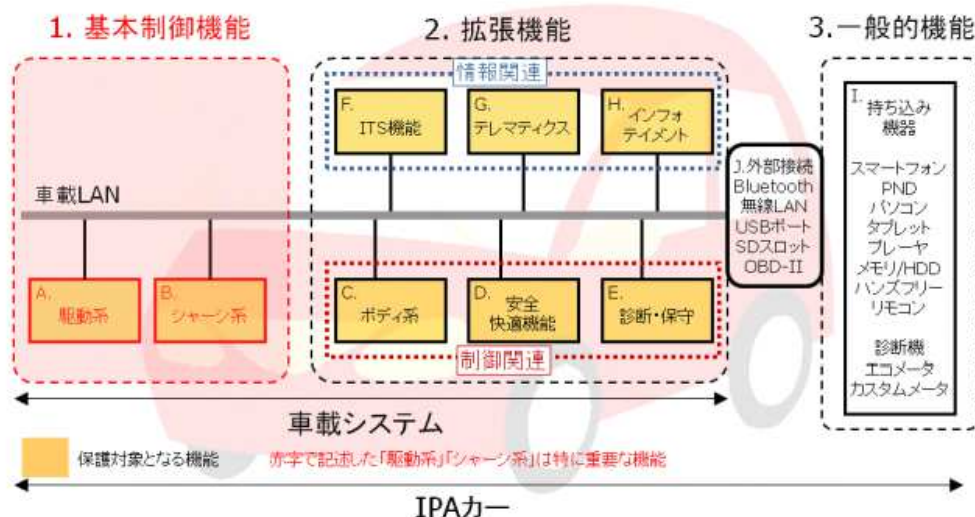 1. 基本制御機能
2. 拡張機能
3.一般的機能
情報関連
F.
ITS機能
G.
テレマティクス
H.
インフォ
テイメント
I.
持ち込み
機器
スマートフォン
PND
パソコン
タブレット
プレーヤ
メモリ/HDD
ハンズフリー
リモコン
診断機
エコメータ
カスタムメータ
J.外部接続
Bluetooth
無線LAN
USBポート
SDスロット
OBD-II
車載LAN
A.
駆動系
B.
シャーシ系
C.
ボディ系
D.
安全
快適機能
E.
診断・保守
制御関連
車載システム
保護対象となる機能
赤字で記述した「駆動系」「シャーシ系」は特に重要な機能
IPAカー